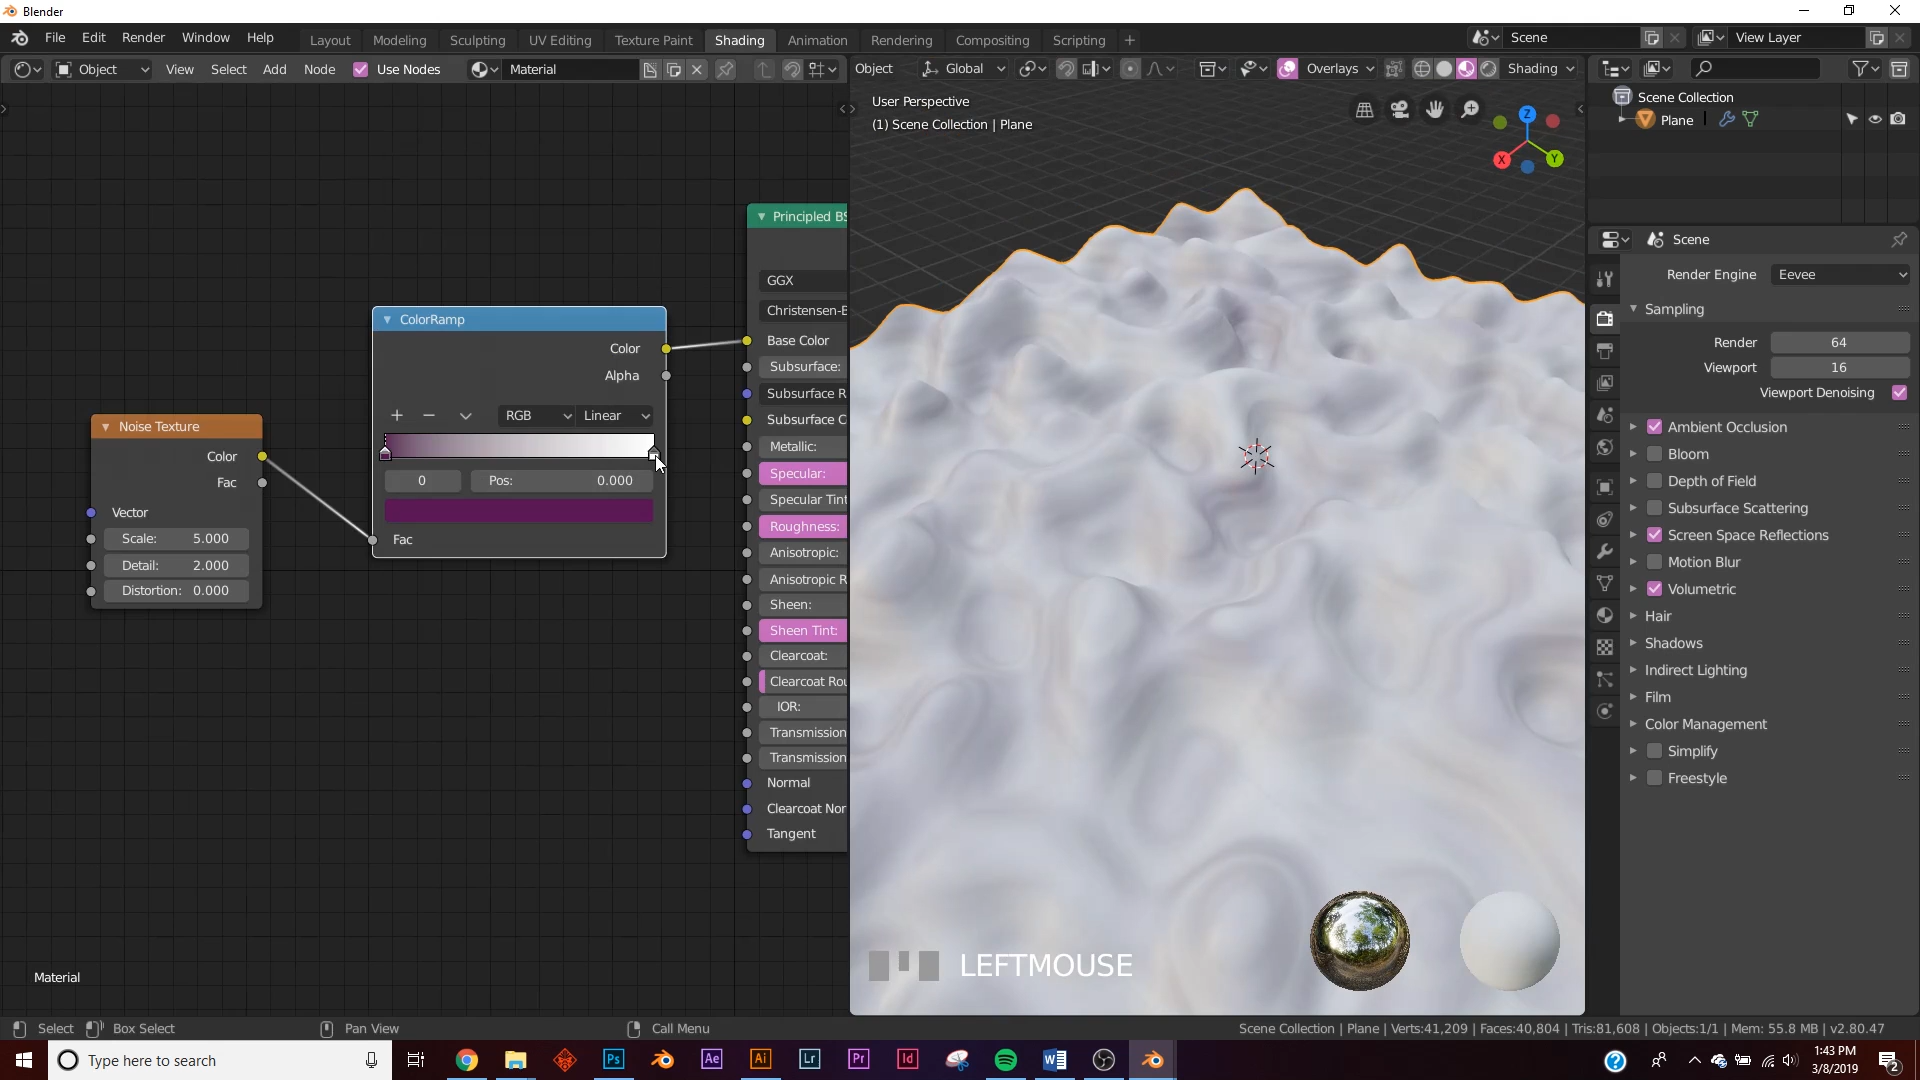 Blender
File Edit Render Window Help Layout Modeling Sculpting UV Editing Texture Paint Shading Animation Rendering Compositing Scripting + Scene View Layer
Object View Select Add Node Use Nodes Material Object Global Overlays Shading
User Perspective
(1) Scene Collection | Plane
Scene Collection
Plane
Z
X
Y
Scene
Render Engine Eevee
Sampling
Render 64
Viewport 16
Viewport Denoising
Ambient Occlusion
Bloom
Depth of Field
Subsurface Scattering
Screen Space Reflections
Motion Blur
Volumetric
Hair
Shadows
Indirect Lighting
Film
Color Management
Simplify
Freestyle
Noise Texture
Color
Fac
Vector
Scale: 5.000
Detail: 2.000
Distortion: 0.000
ColorRamp
Color
Alpha
RGB Linear
0 Pos: 0.000
Fac
Principled BS
GGX
Christensen-B
Base Color
Subsurface:
Subsurface R
Subsurface C
Metallic:
Specular:
Specular Tint
Roughness:
Anisotropic:
Anisotropic R
Sheen:
Sheen Tint:
Clearcoat:
Clearcoat Rou
IOR:
Transmission
Transmission
Normal
Clearcoat Nor
Tangent
LEFTMOUSE
Material
Select Box Select Pan View Call Menu Scene Collection | Plane | Verts:41,209 | Faces:40,804 | Tris:81,608 | Objects:1/1 | Mem: 55.8 MB | v2.80.47
Type here to search Ps Ae Ai Lr Pr Id
1:43 PM
3/8/2019
2